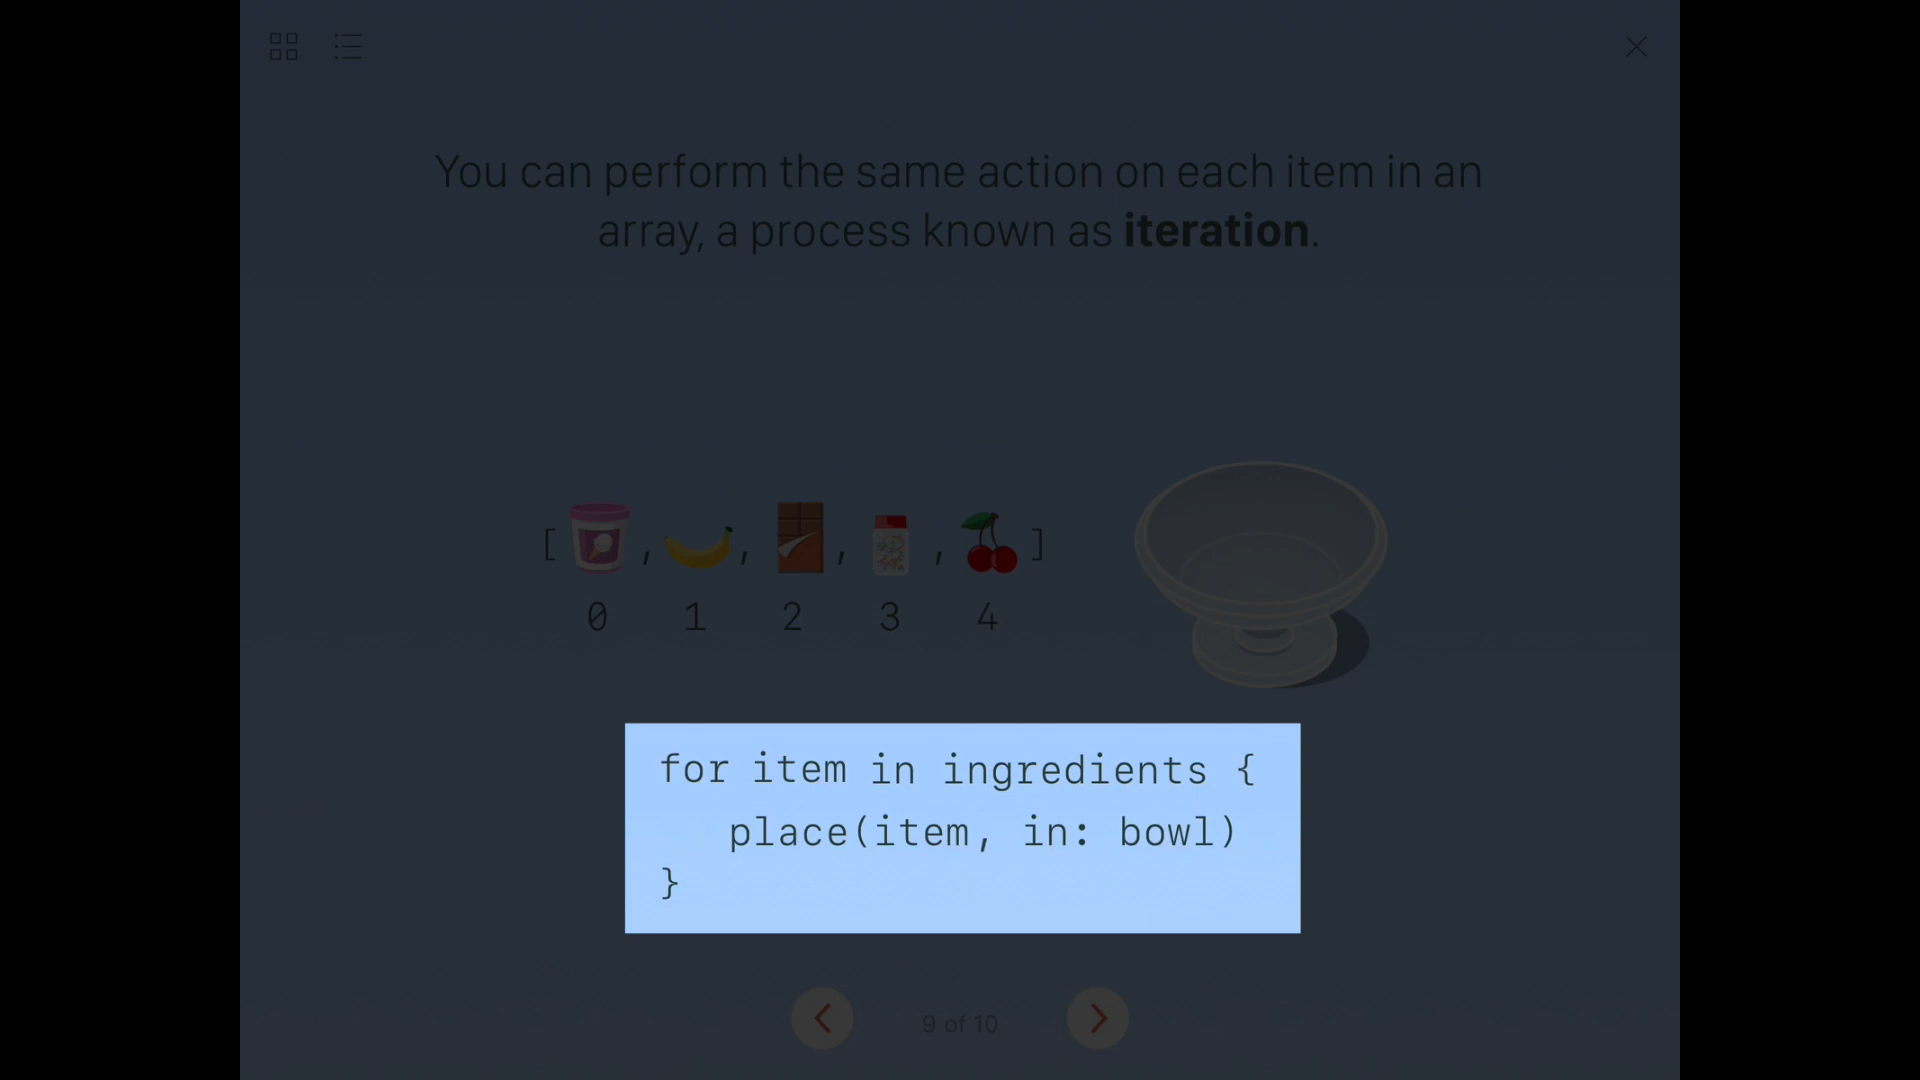 You can perform the same action on each item in an
array, a process known as iteration.
[ , , , , ]
0 1 2 3 4
for item in ingredients {
place(item, in: bowl)
}
9 of 10